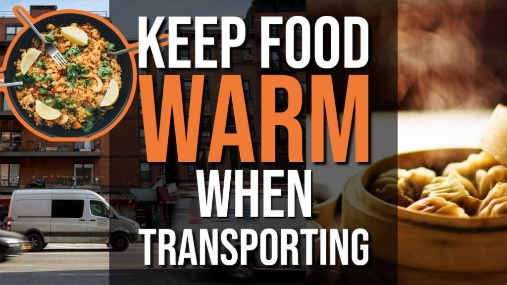 KEEP FOOD
WARM
WHEN
TRANSPORTING